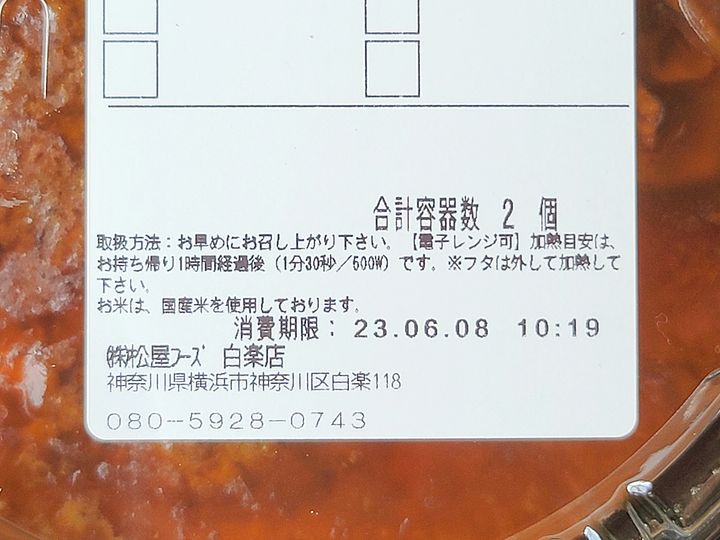 合計容器数 2 個
取扱方法：お早めにお召し上がり下さい。【電子レンジ可】加熱目安は、
お持ち帰り1時間経過後（1分30秒／500W）です。※フタは外して加熱して
下さい。
お米は、国産米を使用しております。
消費期限：23.06.08 10:19
㈱松屋フーズ 白楽店
神奈川県横浜市神奈川区白楽118
080-5928-0743